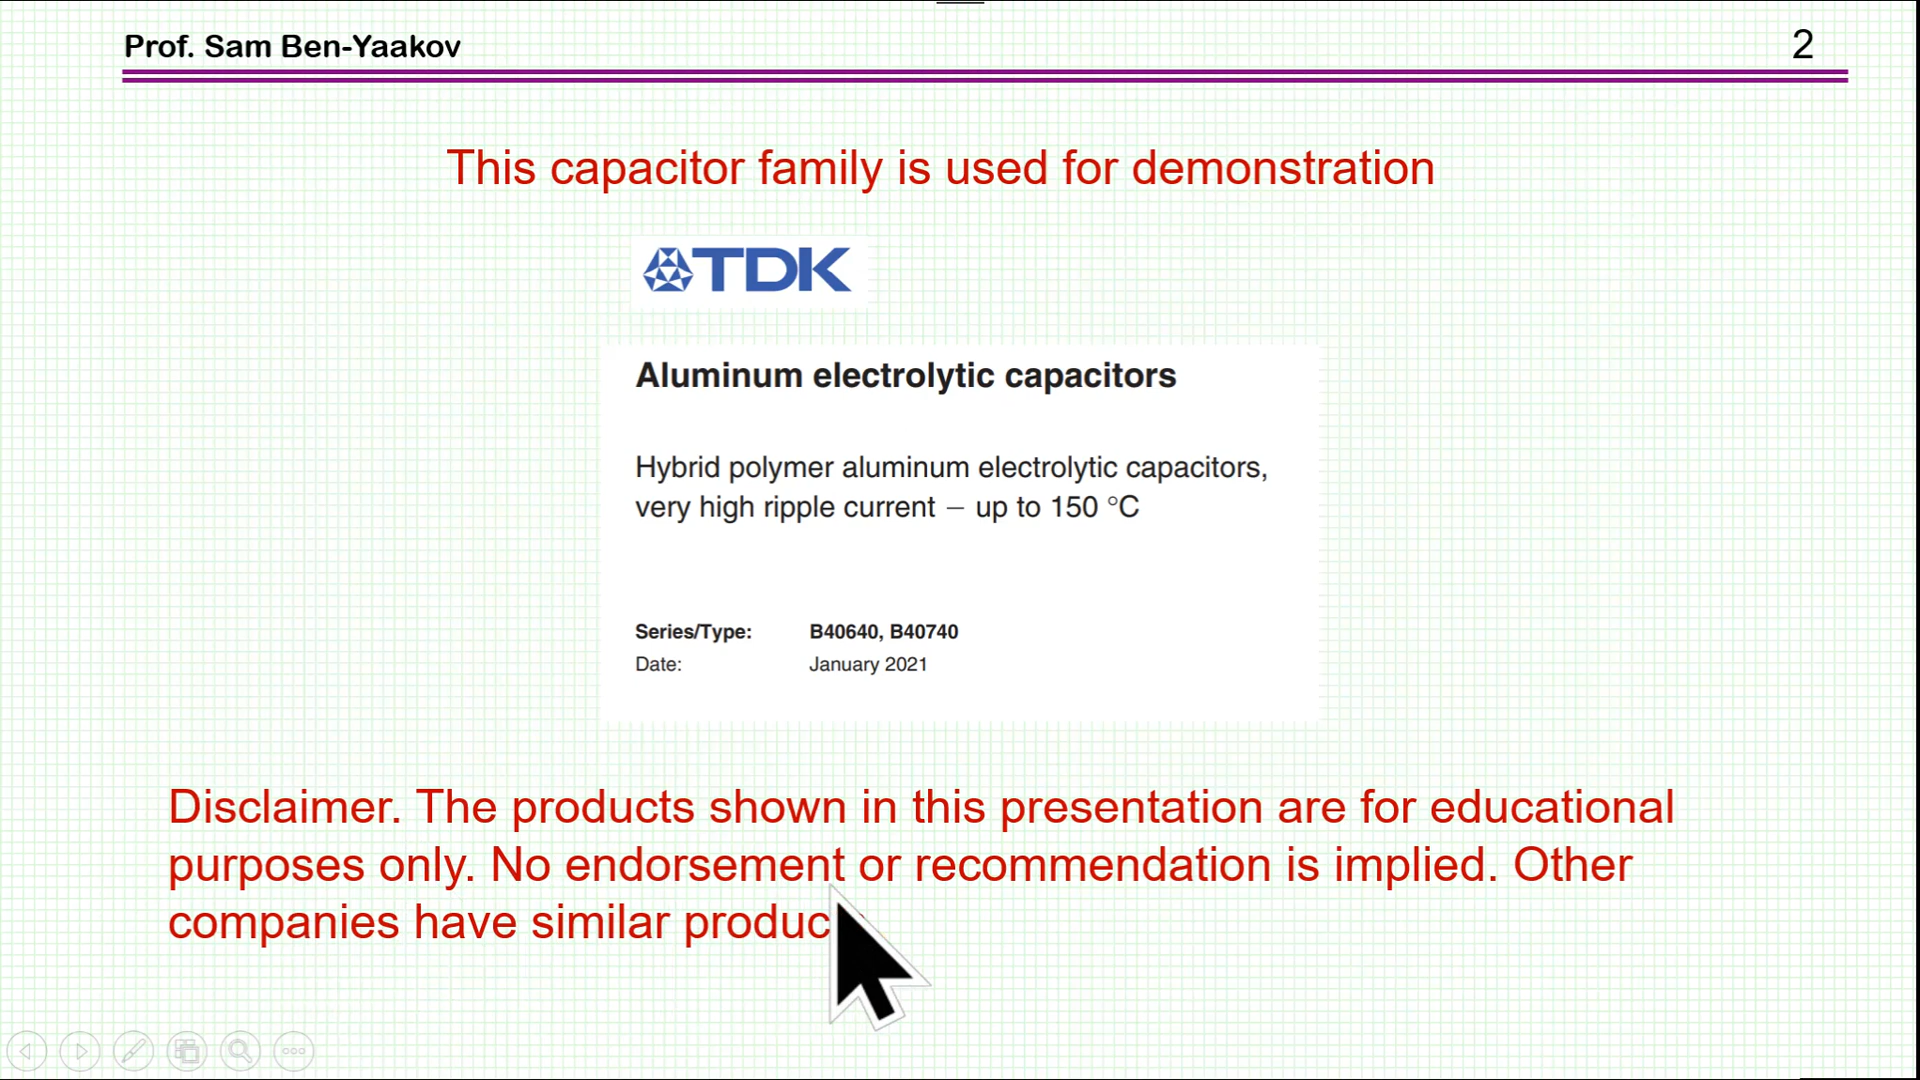 Prof. Sam Ben-Yaakov
2
This capacitor family is used for demonstration
TDK
Aluminum electrolytic capacitors
Hybrid polymer aluminum electrolytic capacitors,
very high ripple current – up to 150 °C
Series/Type: B40640, B40740
Date: January 2021
Disclaimer. The products shown in this presentation are for educational
purposes only. No endorsement or recommendation is implied. Other
companies have similar